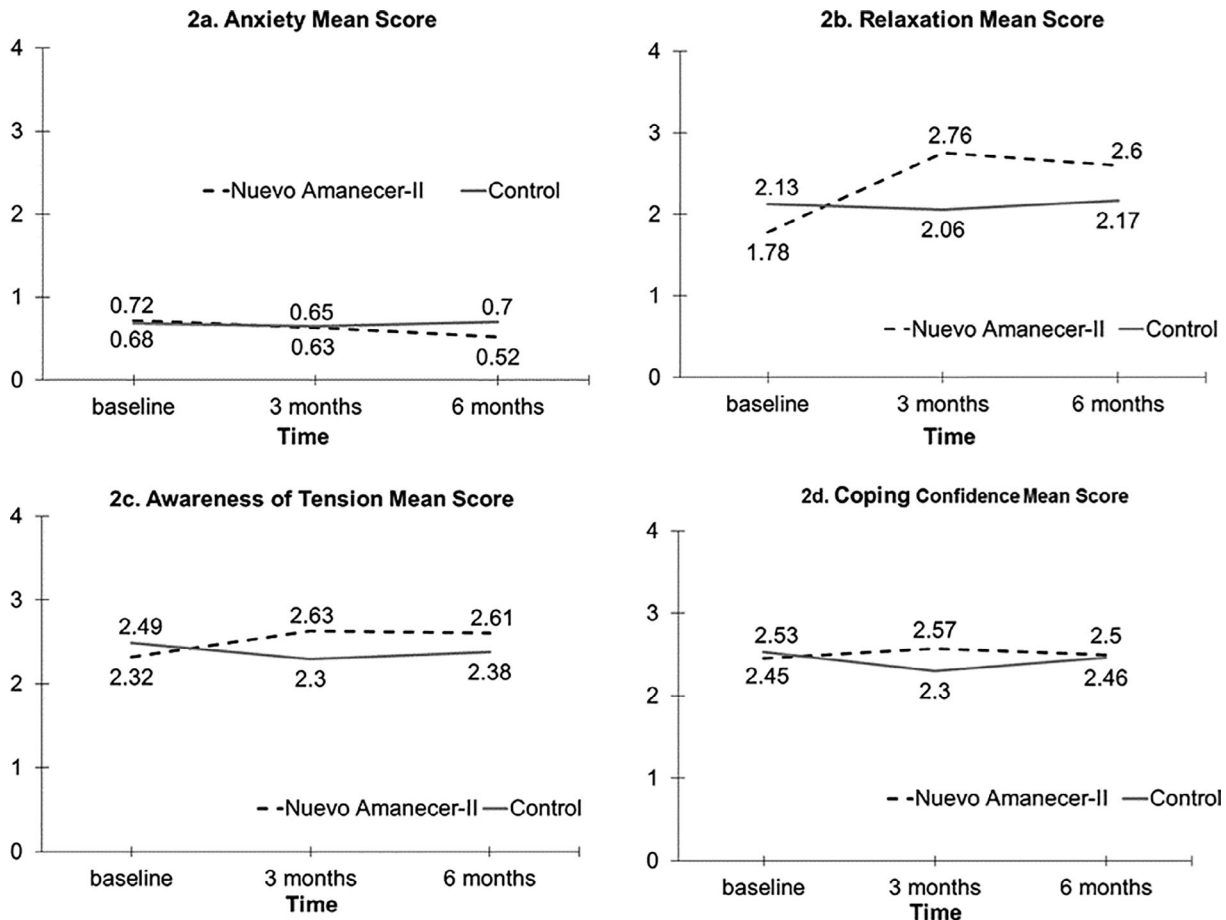 2a. Anxiety Mean Score
4
3
2
1
0
Nuevo Amanecer-II Control
0.72 0.65 0.7
0.68 0.63 0.52
baseline 3 months 6 months
Time
2b. Relaxation Mean Score
4
3
2
1
0
2.76 2.6
2.13
1.78 2.06 2.17
Nuevo Amanecer-II Control
baseline 3 months 6 months
Time
2c. Awareness of Tension Mean Score
4
3
2
1
0
2.49 2.63 2.61
2.32 2.3 2.38
Nuevo Amanecer-II Control
baseline 3 months 6 months
Time
2d. Coping Confidence Mean Score
4
3
2
1
0
2.53 2.57 2.5
2.45 2.3 2.46
Nuevo Amanecer-II Control
baseline 3 months 6 months
Time